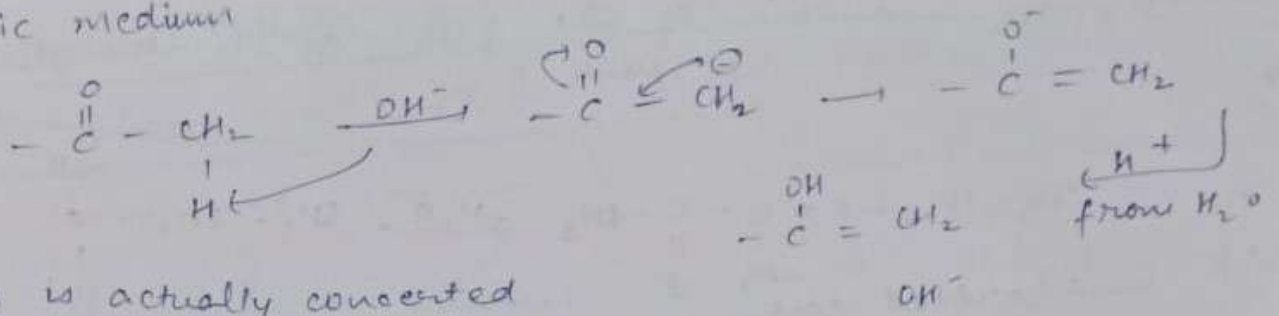 ic medium
O O ⊖ O⁻
- C - CH₂ OH⁻ → - C = CH₂ → - C = CH₂
H OH H⁺
- C = CH₂ from H₂O
is actually concerted OH⁻